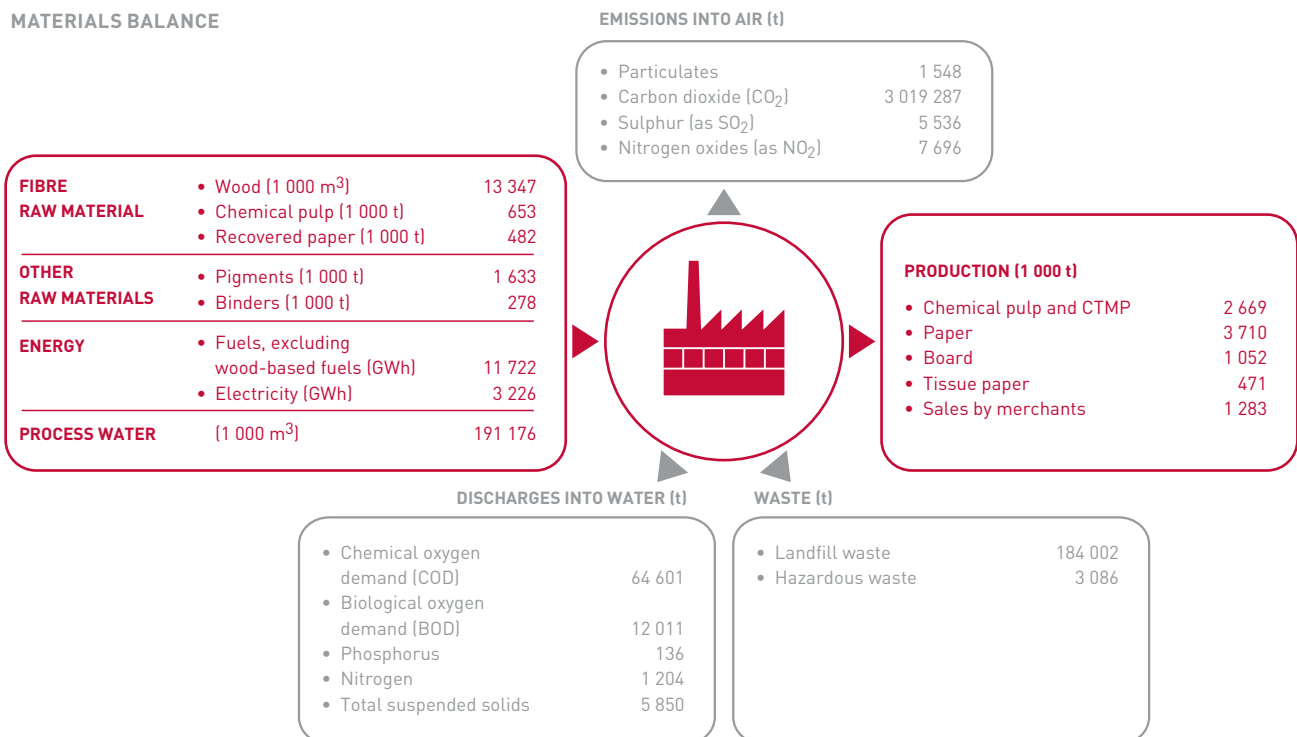 MATERIALS BALANCE
EMISSIONS INTO AIR (t)
• Particulates 1 548
• Carbon dioxide (CO2) 3 019 287
• Sulphur (as SO2) 5 536
• Nitrogen oxides (as NO2) 7 696
FIBRE • Wood (1 000 m3) 13 347
RAW MATERIAL • Chemical pulp (1 000 t) 653
• Recovered paper (1 000 t) 482
OTHER • Pigments (1 000 t) 1 633
RAW MATERIALS • Binders (1 000 t) 278
ENERGY • Fuels, excluding
wood-based fuels (GWh) 11 722
• Electricity (GWh) 3 226
PROCESS WATER (1 000 m3) 191 176
PRODUCTION (1 000 t)
• Chemical pulp and CTMP 2 669
• Paper 3 710
• Board 1 052
• Tissue paper 471
• Sales by merchants 1 283
DISCHARGES INTO WATER (t)
• Chemical oxygen
demand (COD) 64 601
• Biological oxygen
demand (BOD) 12 011
• Phosphorus 136
• Nitrogen 1 204
• Total suspended solids 5 850
WASTE (t)
• Landfill waste 184 002
• Hazardous waste 3 086